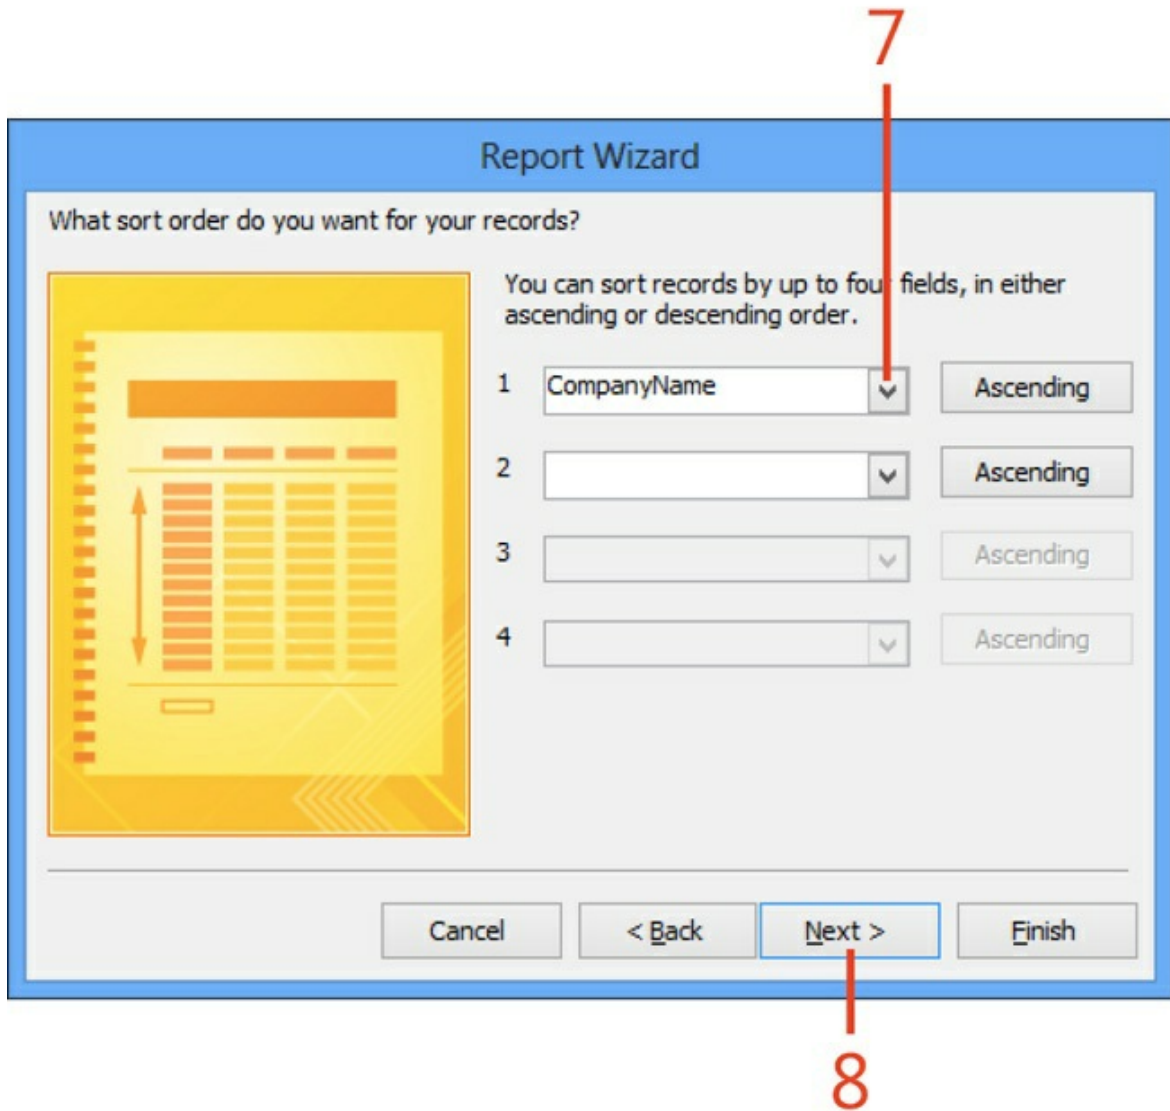 7
Report Wizard
What sort order do you want for your records?
You can sort records by up to four fields, in either
ascending or descending order.
1 CompanyName Ascending
2 Ascending
3 Ascending
4 Ascending
Cancel < Back Next > Finish
8